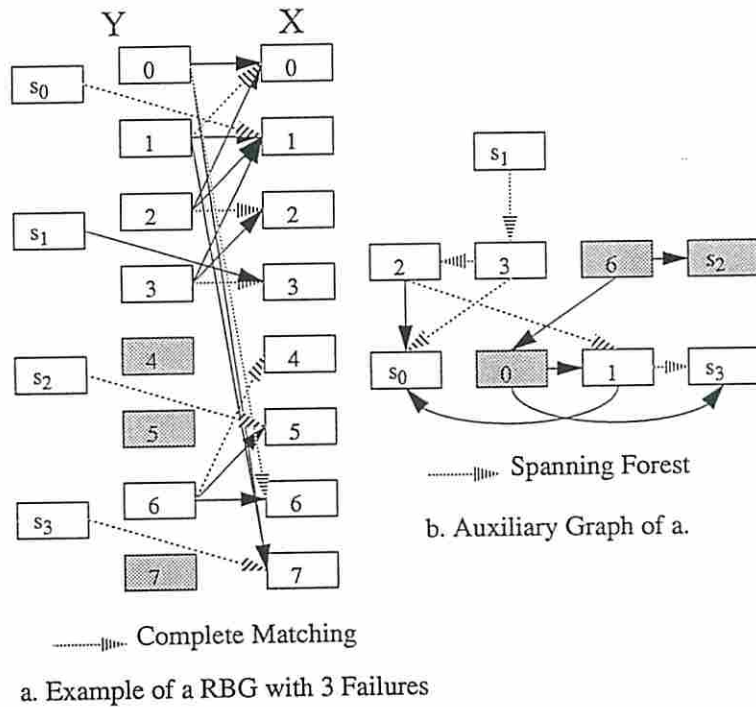 Y X
0 0
s0
1 1
s1
2 2
s1
2 3 6 s2
3 3
4 4
s0 0 1 s3
s2
5 5
Spanning Forest
6 6
s3
b. Auxiliary Graph of a.
7 7
Complete Matching
a. Example of a RBG with 3 Failures